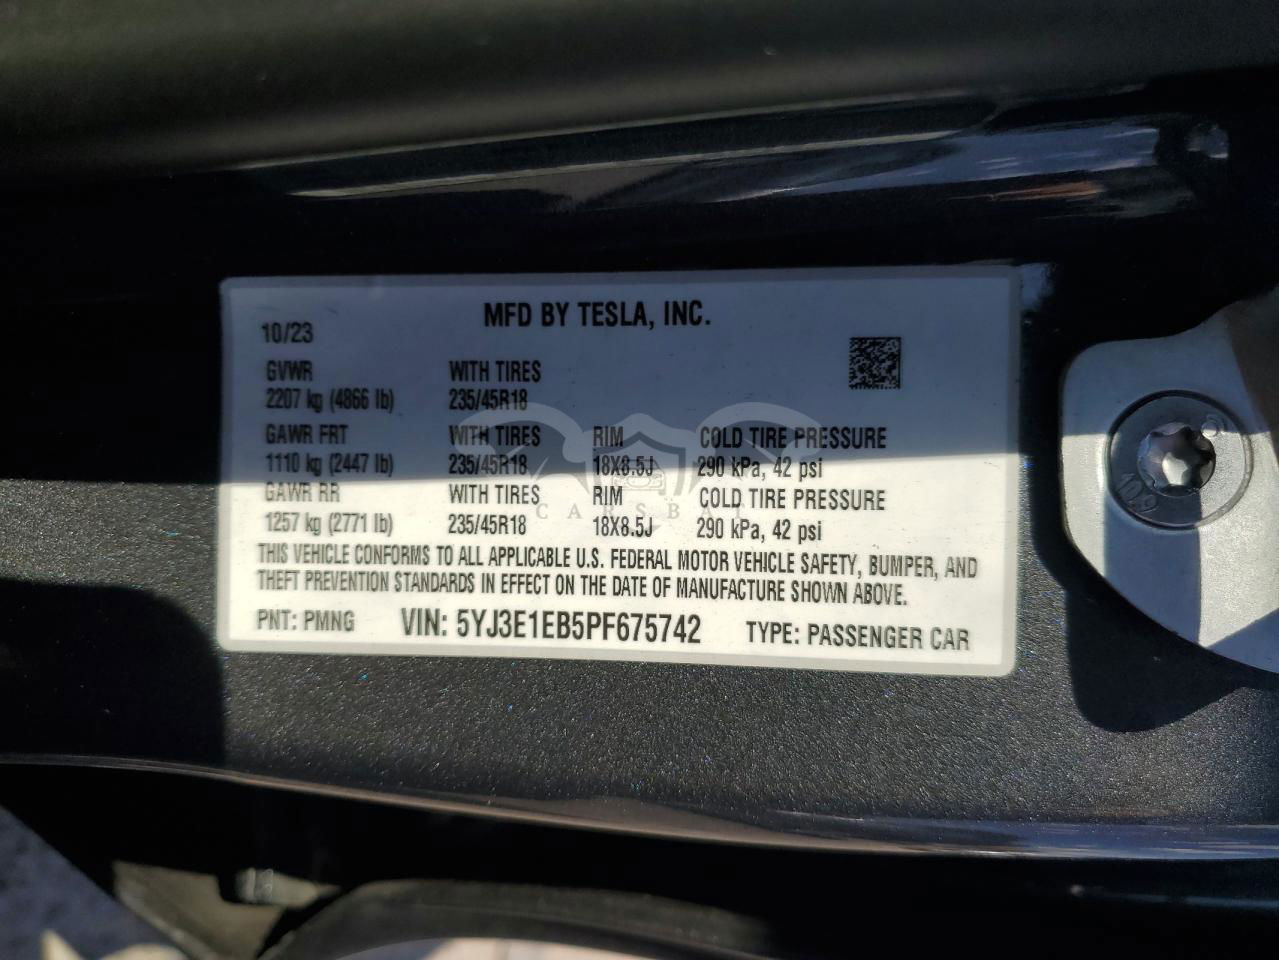 MFD BY TESLA, INC.
10/23
GVWR WITH TIRES
2207 kg (4866 lb) 235/45R18
GAWR FRT WITH TIRES RIM COLD TIRE PRESSURE
1110 kg (2447 lb) 235/45R18 18X8.5J 290 kPa, 42 psi
GAWR RR WITH TIRES RIM COLD TIRE PRESSURE
1257 kg (2771 lb) 235/45R18 18X8.5J 290 kPa, 42 psi
THIS VEHICLE CONFORMS TO ALL APPLICABLE U.S. FEDERAL MOTOR VEHICLE SAFETY, BUMPER, AND
THEFT PREVENTION STANDARDS IN EFFECT ON THE DATE OF MANUFACTURE SHOWN ABOVE.
PNT: PMNG VIN: 5YJ3E1EB5PF675742 TYPE: PASSENGER CAR
10.9